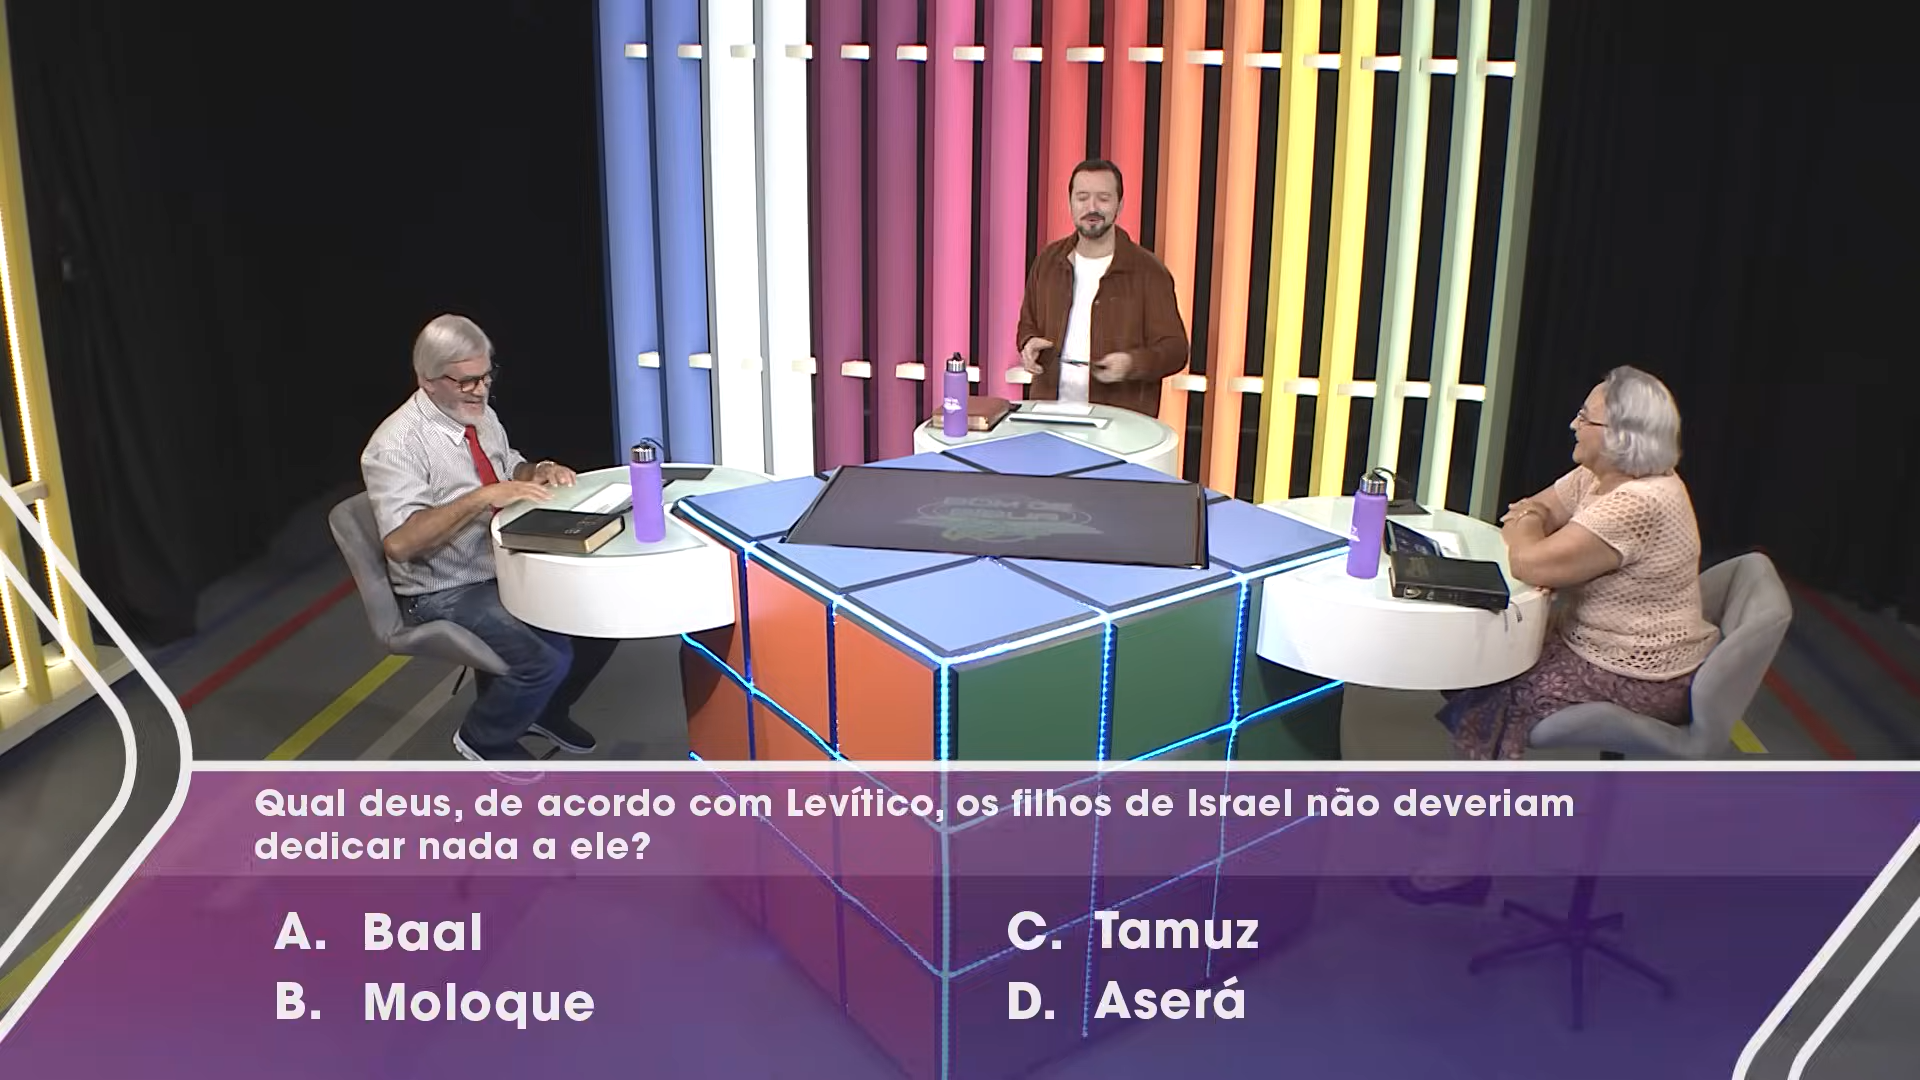 Qual deus, de acordo com Levítico, os filhos de Israel não deveriam
dedicar nada a ele?
A. Baal
B. Moloque
C. Tamuz
D. Aserá